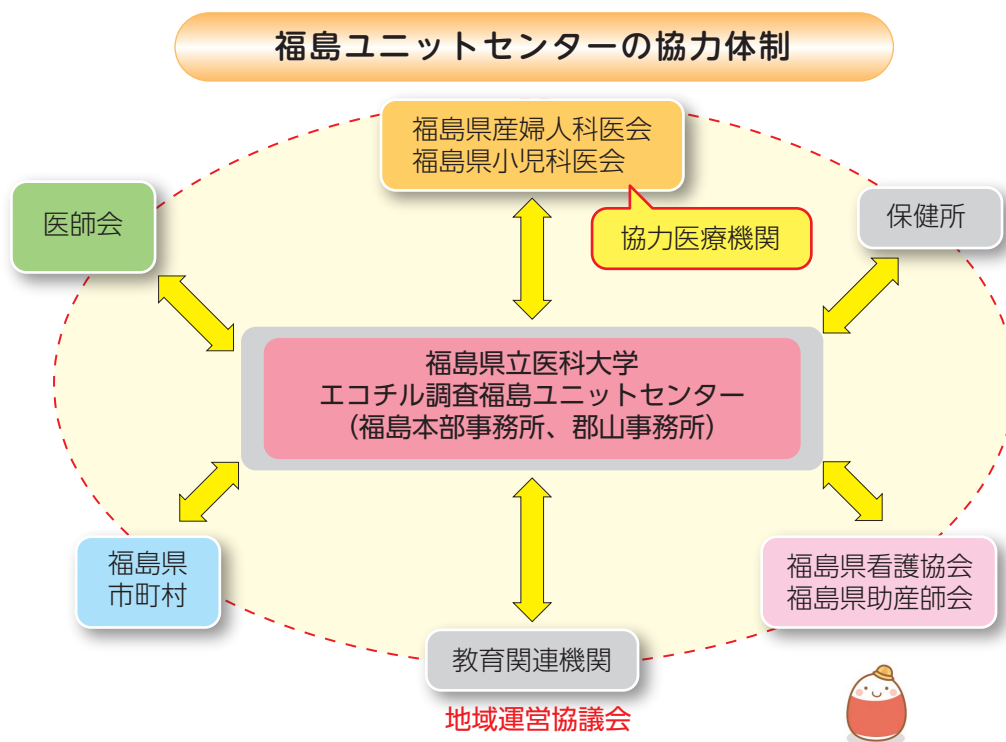 福島ユニットセンターの協力体制
福島県産婦人科医会
福島県小児科医会
医師会
協力医療機関
保健所
福島県立医科大学
エコチル調査福島ユニットセンター
（福島本部事務所、郡山事務所）
福島県
市町村
福島県看護協会
福島県助産師会
教育関連機関
地域運営協議会